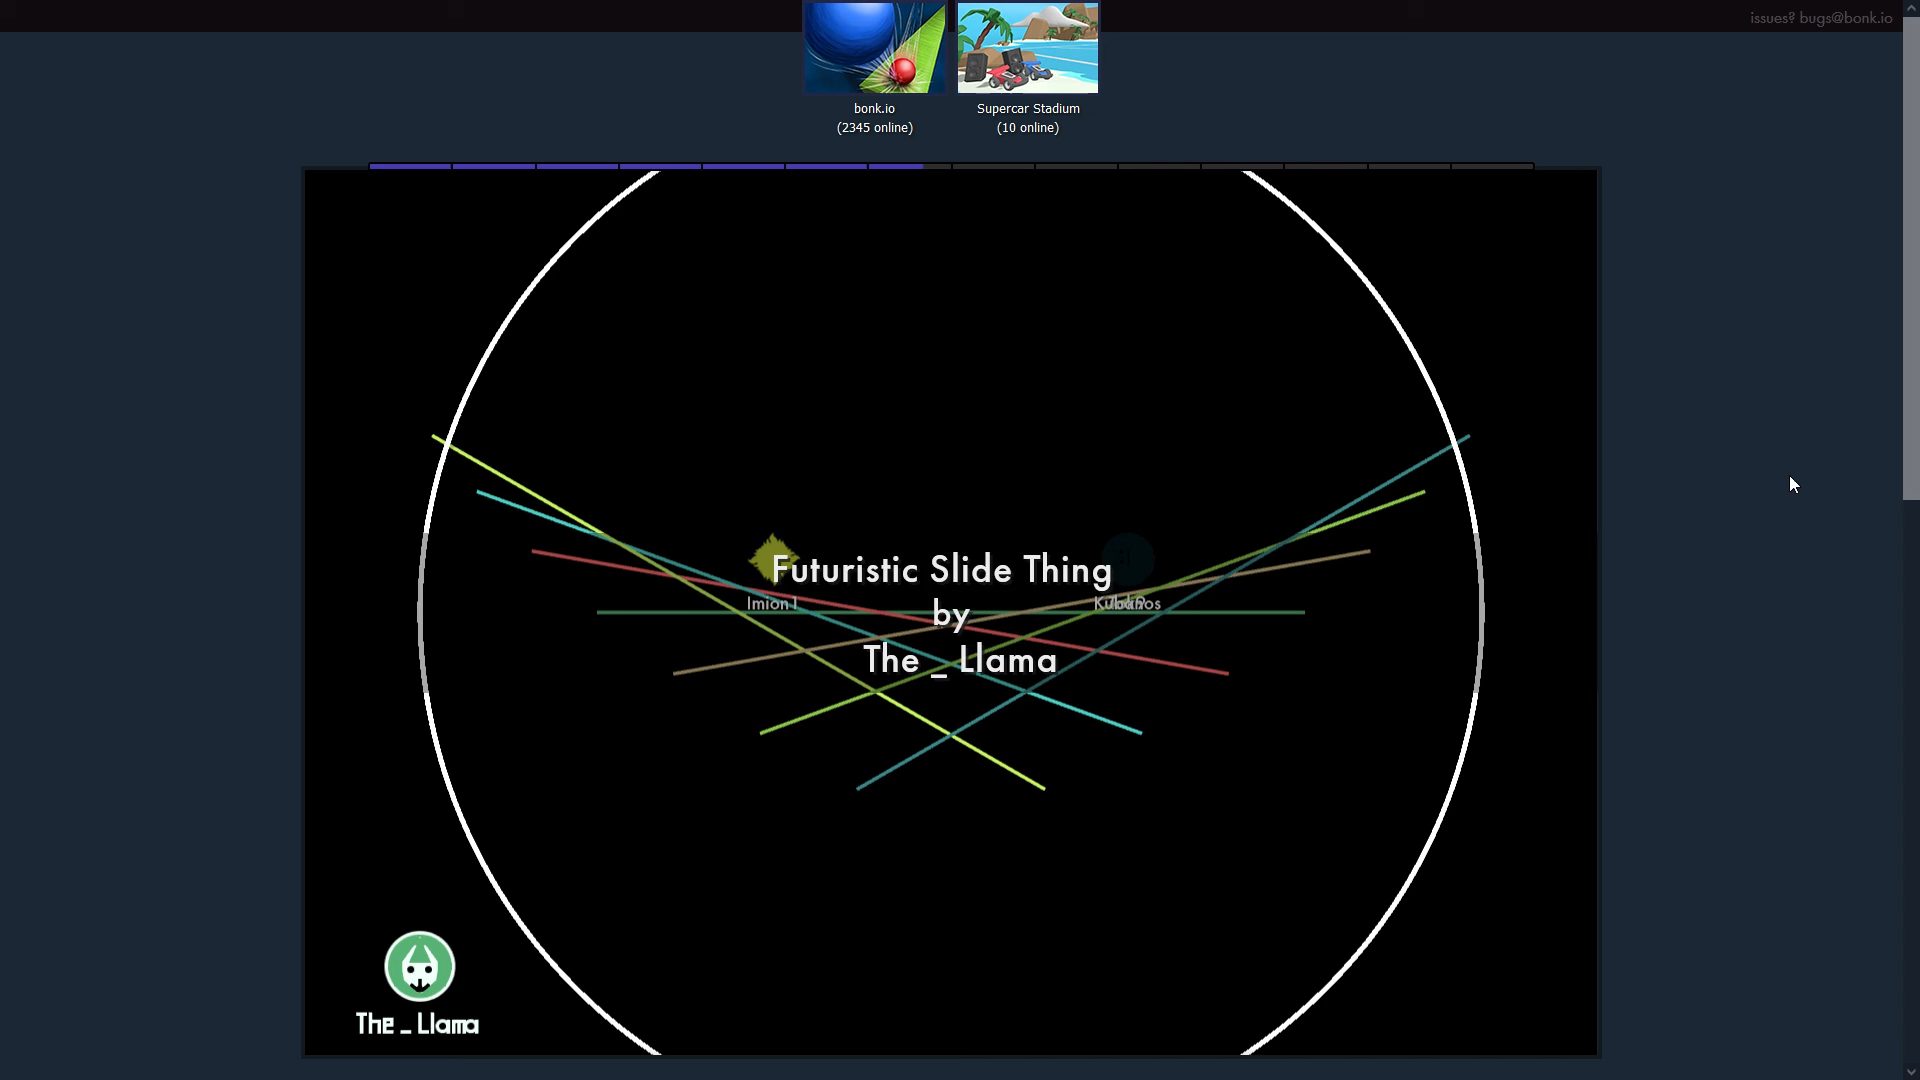 issues? bugs@bonk.io
bonk.io
(2345 online)
Supercar Stadium
(10 online)
Futuristic Slide Thing
by
The _ Llama
Imion1
The _ Llama